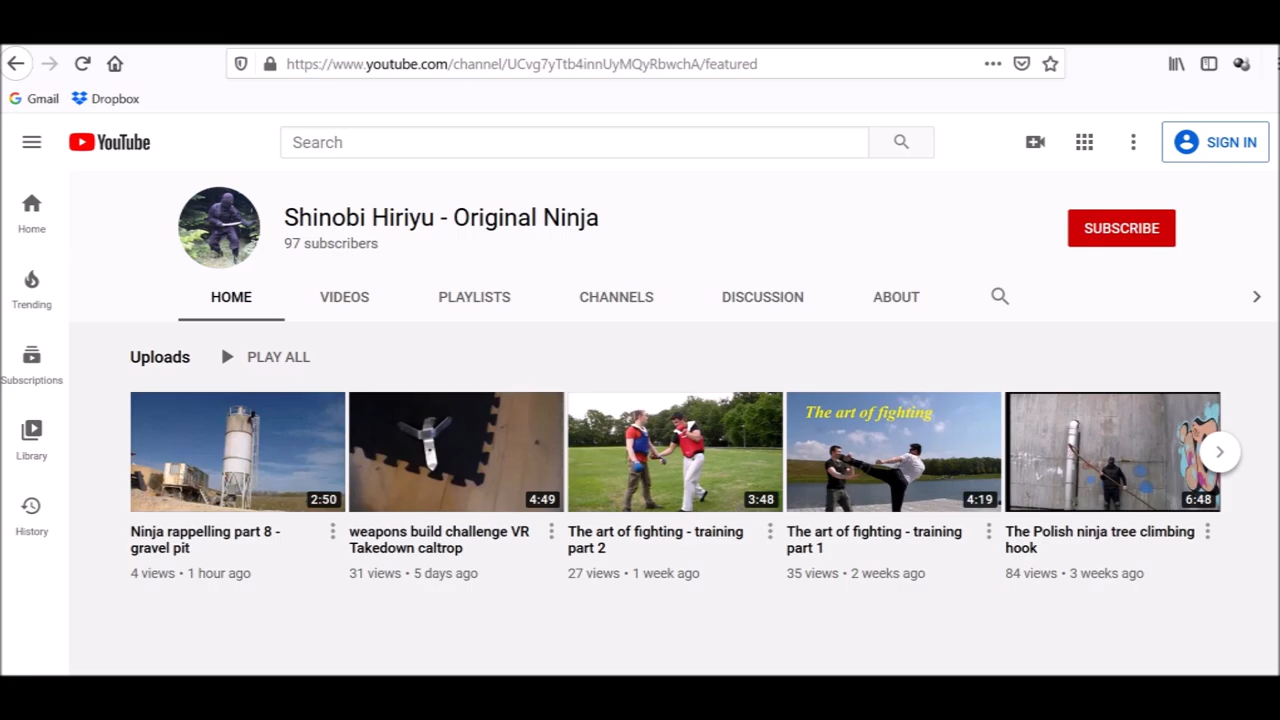 https://www.youtube.com/channel/UCvg7yTtb4innUyMQyRbwchA/featured
Gmail Dropbox
YouTube Search SIGN IN
Shinobi Hiriyu - Original Ninja
97 subscribers
SUBSCRIBE
Home
Trending
Subscriptions
Library
History
HOME VIDEOS PLAYLISTS CHANNELS DISCUSSION ABOUT
Uploads PLAY ALL
2:50
Ninja rappelling part 8 -
gravel pit
4 views • 1 hour ago
4:49
weapons build challenge VR
Takedown caltrop
31 views • 5 days ago
3:48
The art of fighting - training
part 2
27 views • 1 week ago
The art of fighting
4:19
The art of fighting - training
part 1
35 views • 2 weeks ago
6:48
The Polish ninja tree climbing
hook
84 views • 3 weeks ago